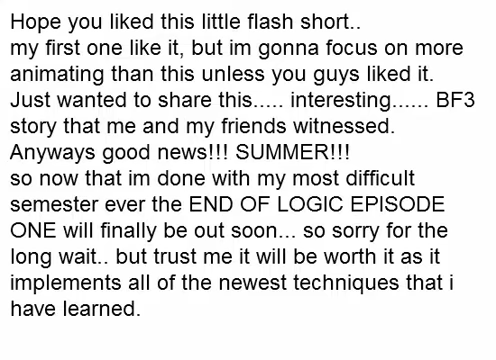 Hope you liked this little flash short..
my first one like it, but im gonna focus on more
animating than this unless you guys liked it.
Just wanted to share this..... interesting...... BF3
story that me and my friends witnessed.
Anyways good news!!! SUMMER!!!
so now that im done with my most difficult
semester ever the END OF LOGIC EPISODE
ONE will finally be out soon... so sorry for the
long wait.. but trust me it will be worth it as it
implements all of the newest techniques that i
have learned.